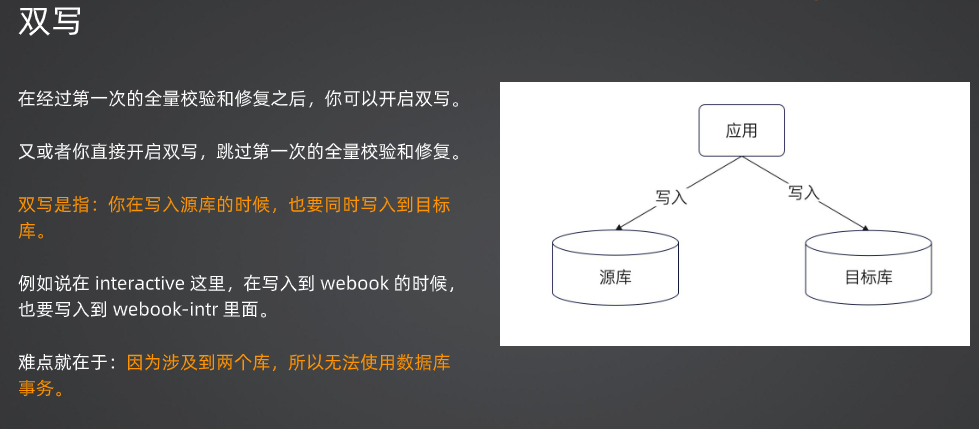 双写
在经过第一次的全量校验和修复之后，你可以开启双写。
又或者你直接开启双写，跳过第一次的全量校验和修复。
双写是指：你在写入源库的时候，也要同时写入到目标
库。
例如说在 interactive 这里，在写入到 webook 的时候，
也要写入到 webook-intr 里面。
难点就在于：因为涉及到两个库，所以无法使用数据库
事务。
应用
写入
写入
源库
目标库